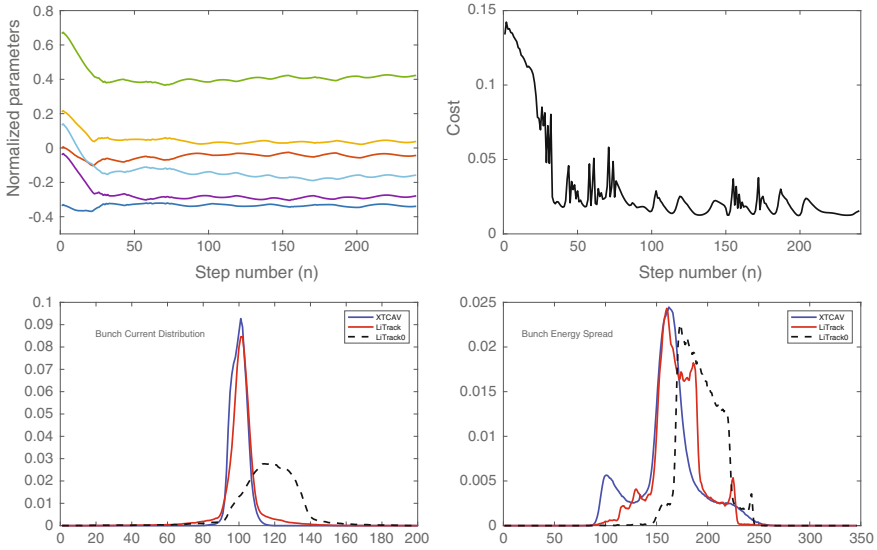 0.8
0.6
0.4
0.2
0
-0.2
-0.4
Normalized parameters
0 50 100 150 200
Step number (n)
0.15
0.1
0.05
0
Cost
0 50 100 150 200
Step number (n)
0.1
0.09
0.08
0.07
0.06
0.05
0.04
0.03
0.02
0.01
0
Bunch Current Distribution
XTCAV
LiTrack
LiTrack0
0 20 40 60 80 100 120 140 160 180 200
0.025
0.02
0.015
0.01
0.005
0
Bunch Energy Spread
XTCAV
LiTrack
LiTrack0
0 50 100 150 200 250 300 350